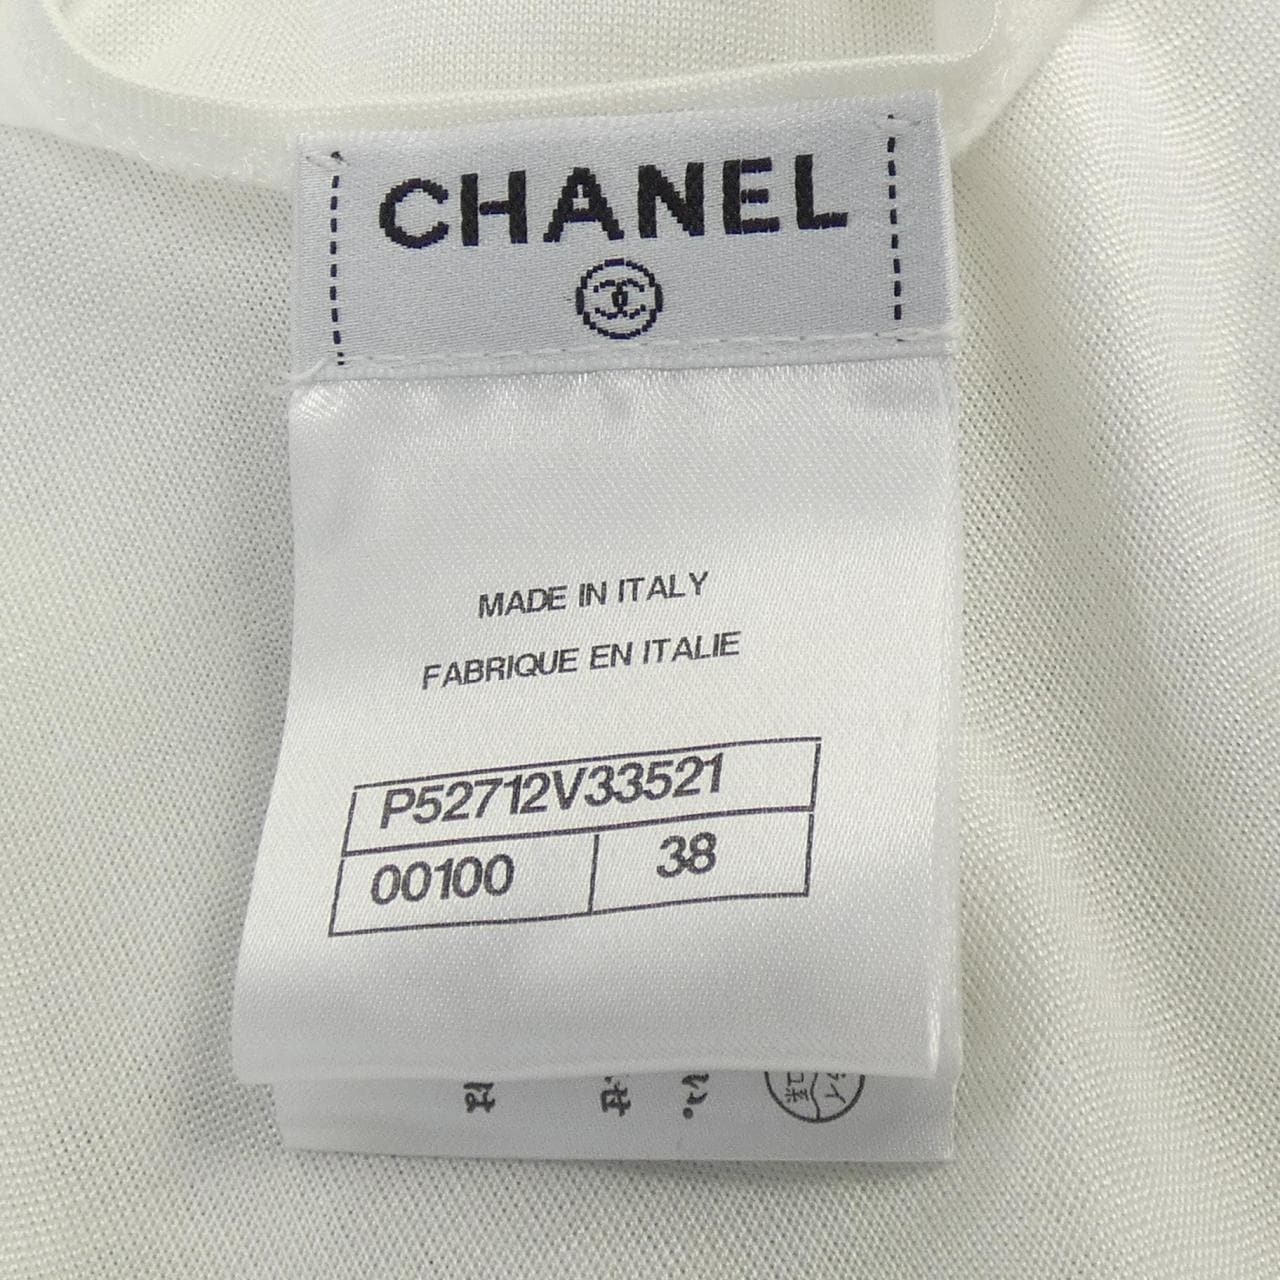 CHANEL
MADE IN ITALY
FABRIQUE EN ITALIE
P52712V33521
00100 38